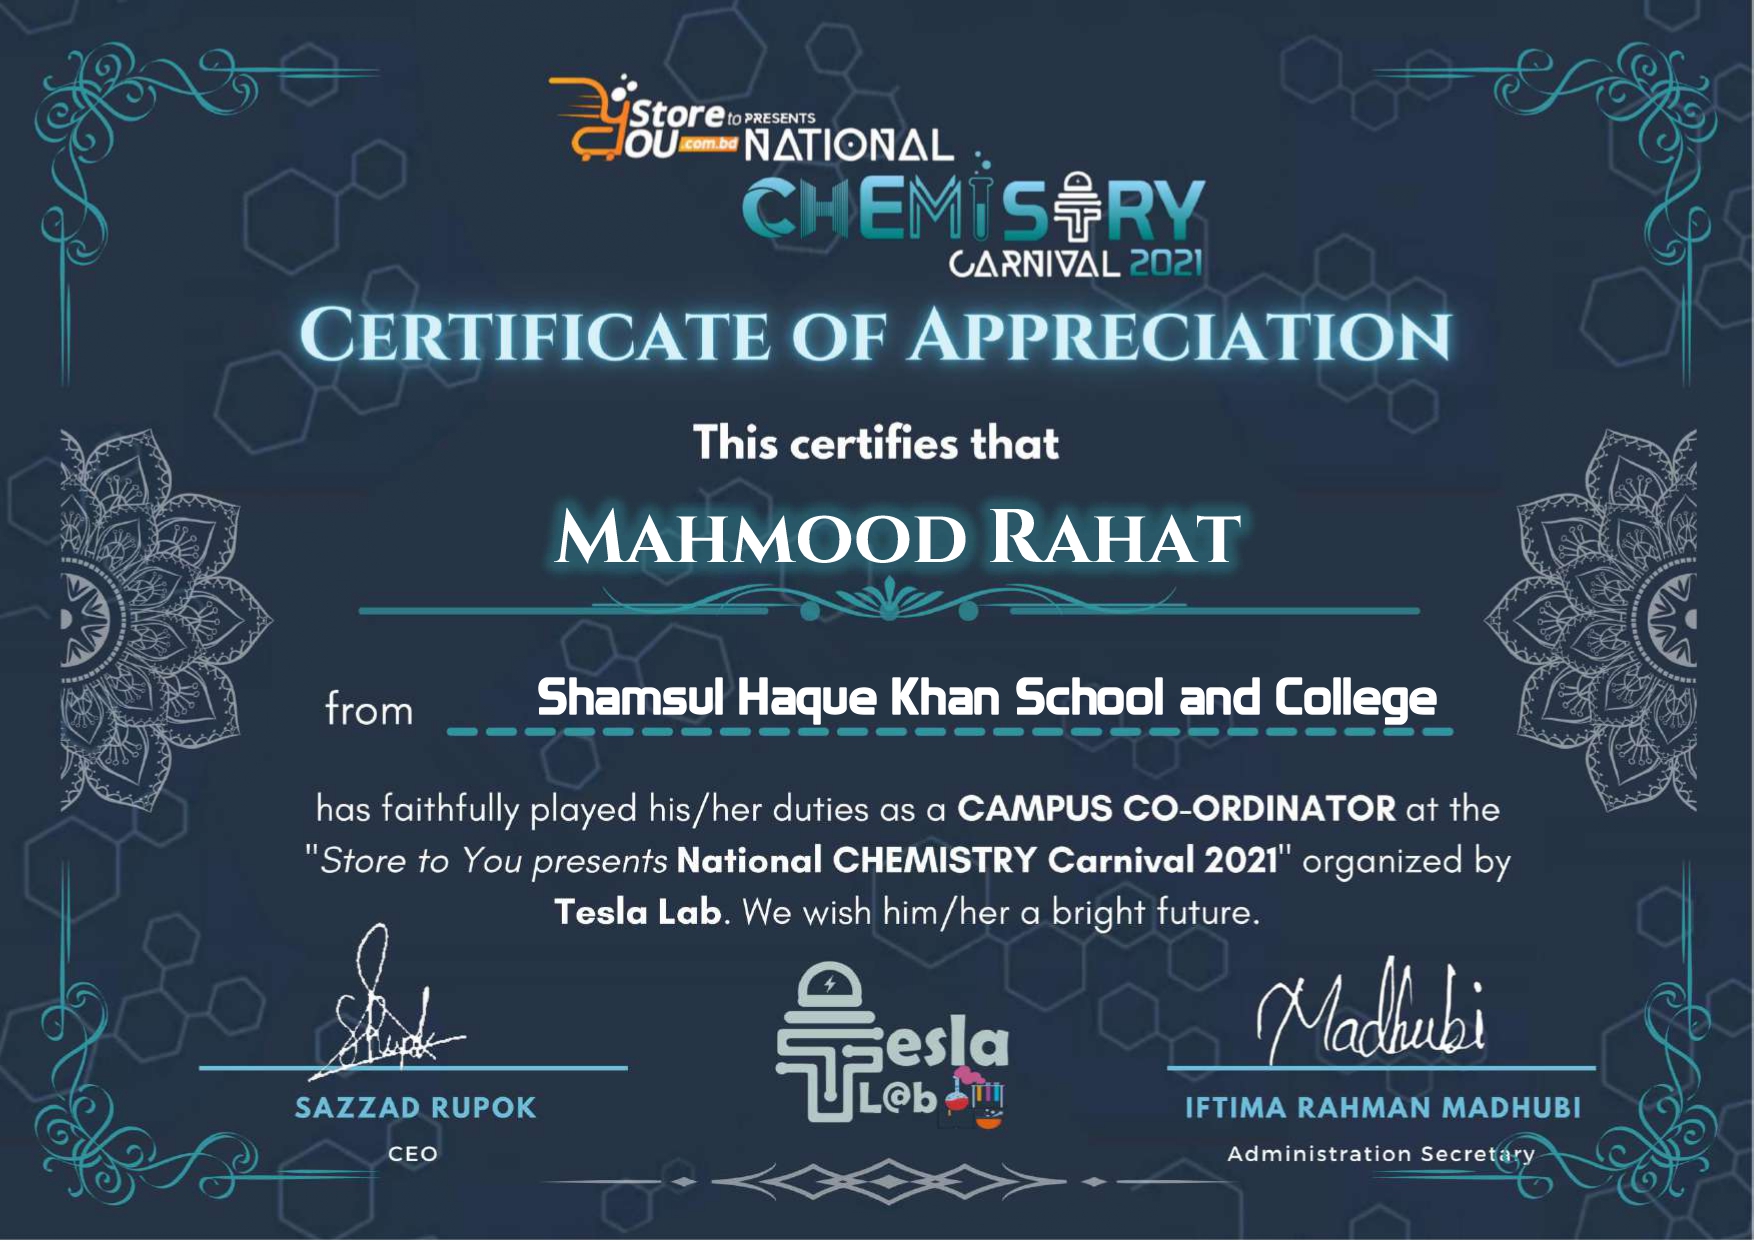 Store to PRESENTS
YOU .com.bd NATIONAL
CHEMISTRY
CARNIVAL 2021
CERTIFICATE OF APPRECIATION
This certifies that
MAHMOOD RAHAT
from Shamsul Haque Khan School and College
has faithfully played his/her duties as a CAMPUS CO-ORDINATOR at the
"Store to You presents National CHEMISTRY Carnival 2021" organized by
Tesla Lab. We wish him/her a bright future.
Rupok
Madhubi
Tesla
L@b
SAZZAD RUPOK
IFTIMA RAHMAN MADHUBI
CEO
Administration Secretary